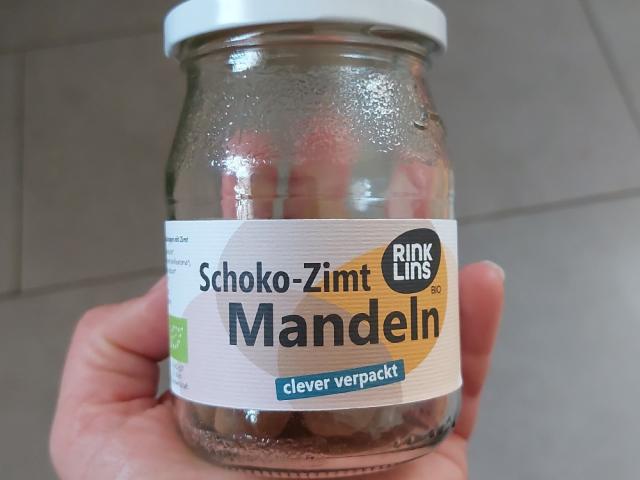 RINK
LINS
BIO
Schoko-Zimt
Mandeln
clever verpackt